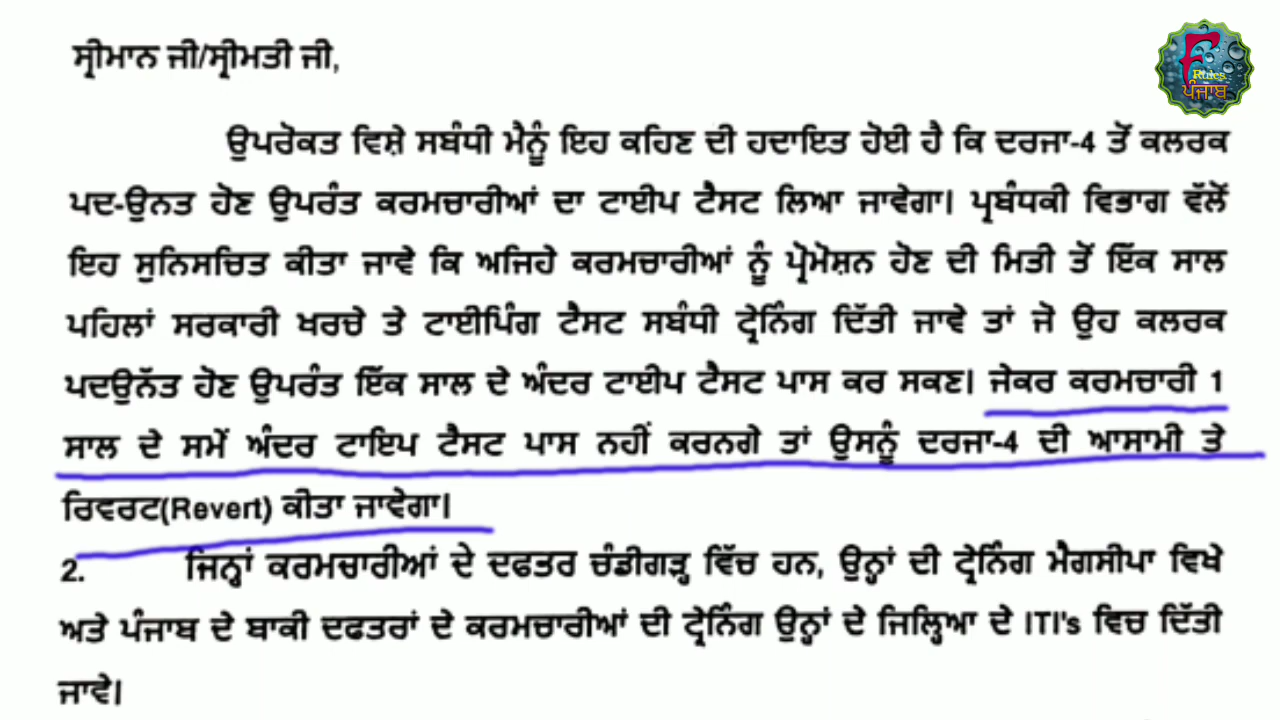 ਸ੍ਰੀਮਾਨ ਜੀ/ਸ੍ਰੀਮਤੀ ਜੀ,
F
Rules
ਪੰਜਾਬ
ਉਪਰੋਕਤ ਵਿਸ਼ੇ ਸਬੰਧੀ ਮੈਨੂੰ ਇਹ ਕਹਿਣ ਦੀ ਹਦਾਇਤ ਹੋਈ ਹੈ ਕਿ ਦਰਜਾ-4 ਤੋਂ ਕਲਰਕ
ਪਦ-ਉਨਤ ਹੋਣ ਉਪਰੰਤ ਕਰਮਚਾਰੀਆਂ ਦਾ ਟਾਈਪ ਟੈਸਟ ਲਿਆ ਜਾਵੇਗਾ। ਪ੍ਰਬੰਧਕੀ ਵਿਭਾਗ ਵੱਲੋਂ
ਇਹ ਸੁਨਿਸਚਿਤ ਕੀਤਾ ਜਾਵੇ ਕਿ ਅਜਿਹੇ ਕਰਮਚਾਰੀਆਂ ਨੂੰ ਪ੍ਰੋਮੋਸ਼ਨ ਹੋਣ ਦੀ ਮਿਤੀ ਤੋਂ ਇੱਕ ਸਾਲ
ਪਹਿਲਾਂ ਸਰਕਾਰੀ ਖਰਚੇ ਤੇ ਟਾਈਪਿੰਗ ਟੈਸਟ ਸਬੰਧੀ ਟ੍ਰੇਨਿੰਗ ਦਿੱਤੀ ਜਾਵੇ ਤਾਂ ਜੋ ਉਹ ਕਲਰਕ
ਪਦਉਨੱਤ ਹੋਣ ਉਪਰੰਤ ਇੱਕ ਸਾਲ ਦੇ ਅੰਦਰ ਟਾਈਪ ਟੈਸਟ ਪਾਸ ਕਰ ਸਕਣ। ਜੇਕਰ ਕਰਮਚਾਰੀ 1
ਸਾਲ ਦੇ ਸਮੇਂ ਅੰਦਰ ਟਾਇਪ ਟੈਸਟ ਪਾਸ ਨਹੀਂ ਕਰਨਗੇ ਤਾਂ ਉਸਨੂੰ ਦਰਜਾ-4 ਦੀ ਆਸਾਮੀ ਤੇ
ਰਿਵਰਟ(Revert) ਕੀਤਾ ਜਾਵੇਗਾ।
2. ਜਿਨ੍ਹਾਂ ਕਰਮਚਾਰੀਆਂ ਦੇ ਦਫਤਰ ਚੰਡੀਗੜ੍ਹ ਵਿੱਚ ਹਨ, ਉਨ੍ਹਾਂ ਦੀ ਟ੍ਰੇਨਿੰਗ ਮੈਗਸੀਪਾ ਵਿਖੇ
ਅਤੇ ਪੰਜਾਬ ਦੇ ਬਾਕੀ ਦਫਤਰਾਂ ਦੇ ਕਰਮਚਾਰੀਆਂ ਦੀ ਟ੍ਰੇਨਿੰਗ ਉਨ੍ਹਾਂ ਦੇ ਜਿਲ੍ਹਿਆ ਦੇ ITI's ਵਿਚ ਦਿੱਤੀ
ਜਾਵੇ।